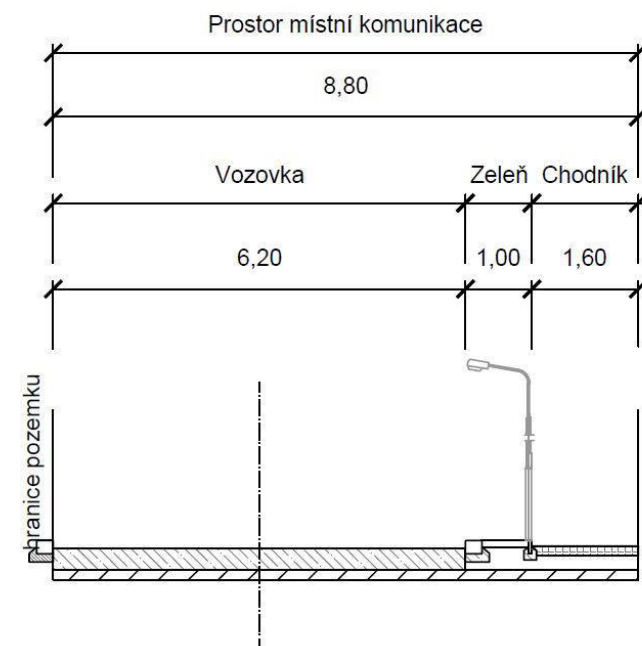 Prostor místní komunikace
8,80
Vozovka Zeleň Chodník
6,20 1,00 1,60
hranice pozemku